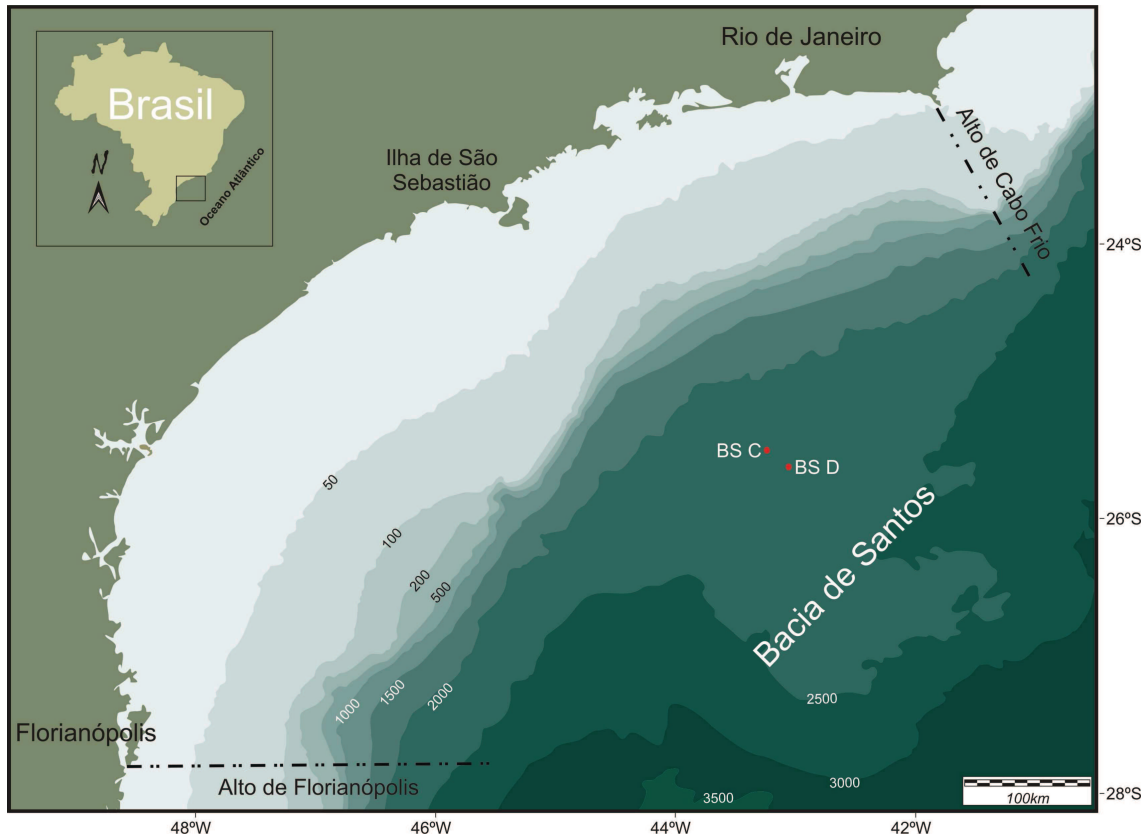 Brasil
N
Oceano Atlântico
Rio de Janeiro
Ilha de São
Sebastião
Alto de Cabo Frio
24ºS
BS C
BS D
50
100
200
500
26ºS
Bacia de Santos
1000
1500
2000
2500
Florianópolis
Alto de Florianópolis
3000
3500
100km
28ºS
48ºW
46ºW
44ºW
42ºW